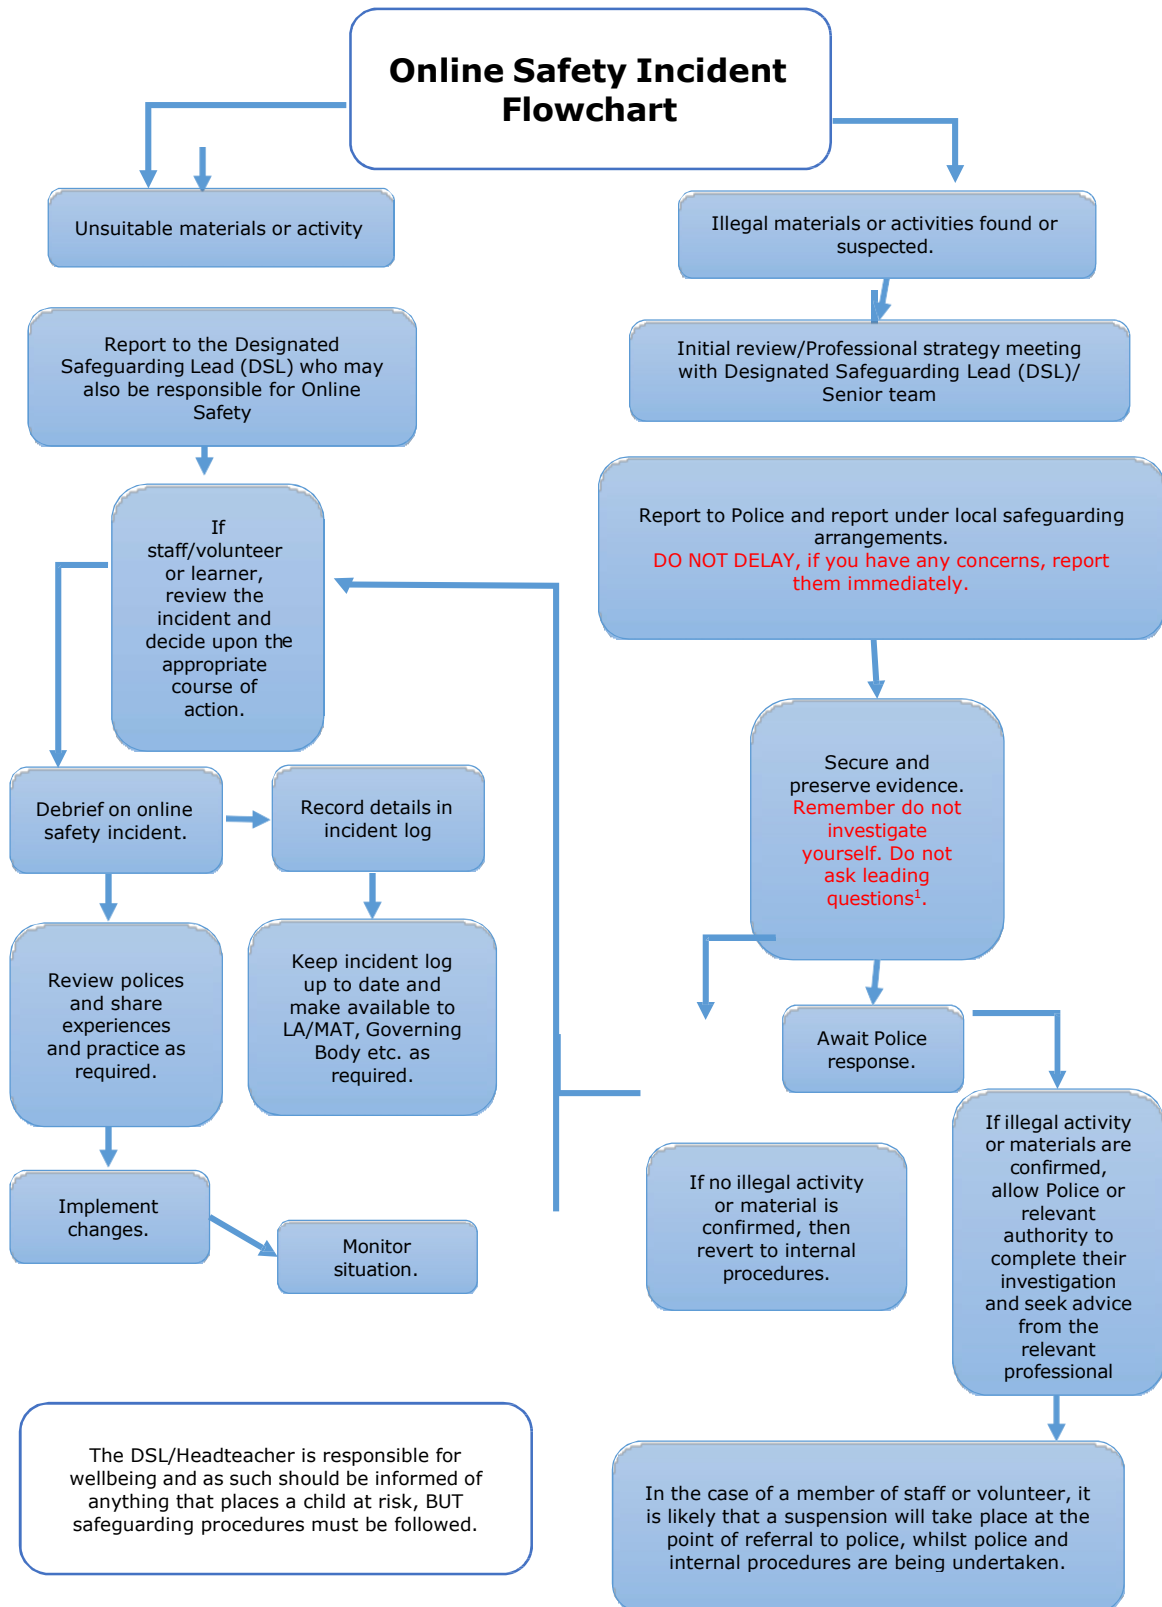 Online Safety Incident
Flowchart
Unsuitable materials or activity
Report to the Designated
Safeguarding Lead (DSL) who may
also be responsible for Online
Safety
If
staff/volunteer
or learner,
review the
incident and
decide upon the
appropriate
course of
action.
Debrief on online
safety incident.
Record details in
incident log
Review polices
and share
experiences
and practice as
required.
Keep incident log
up to date and
make available to
LA/MAT, Governing
Body etc. as
required.
Implement
changes.
Monitor
situation.
Illegal materials or activities found or
suspected.
Initial review/Professional strategy meeting
with Designated Safeguarding Lead (DSL)/
Senior team
Report to Police and report under local safeguarding
arrangements.
DO NOT DELAY, if you have any concerns, report
them immediately.
Secure and
preserve evidence.
Remember do not
investigate
yourself. Do not
ask leading
questions¹.
Await Police
response.
If no illegal activity
or material is
confirmed, then
revert to internal
procedures.
If illegal activity
or materials are
confirmed,
allow Police or
relevant
authority to
complete their
investigation
and seek advice
from the
relevant
professional
In the case of a member of staff or volunteer, it
is likely that a suspension will take place at the
point of referral to police, whilst police and
internal procedures are being undertaken.
The DSL/Headteacher is responsible for
wellbeing and as such should be informed of
anything that places a child at risk, BUT
safeguarding procedures must be followed.